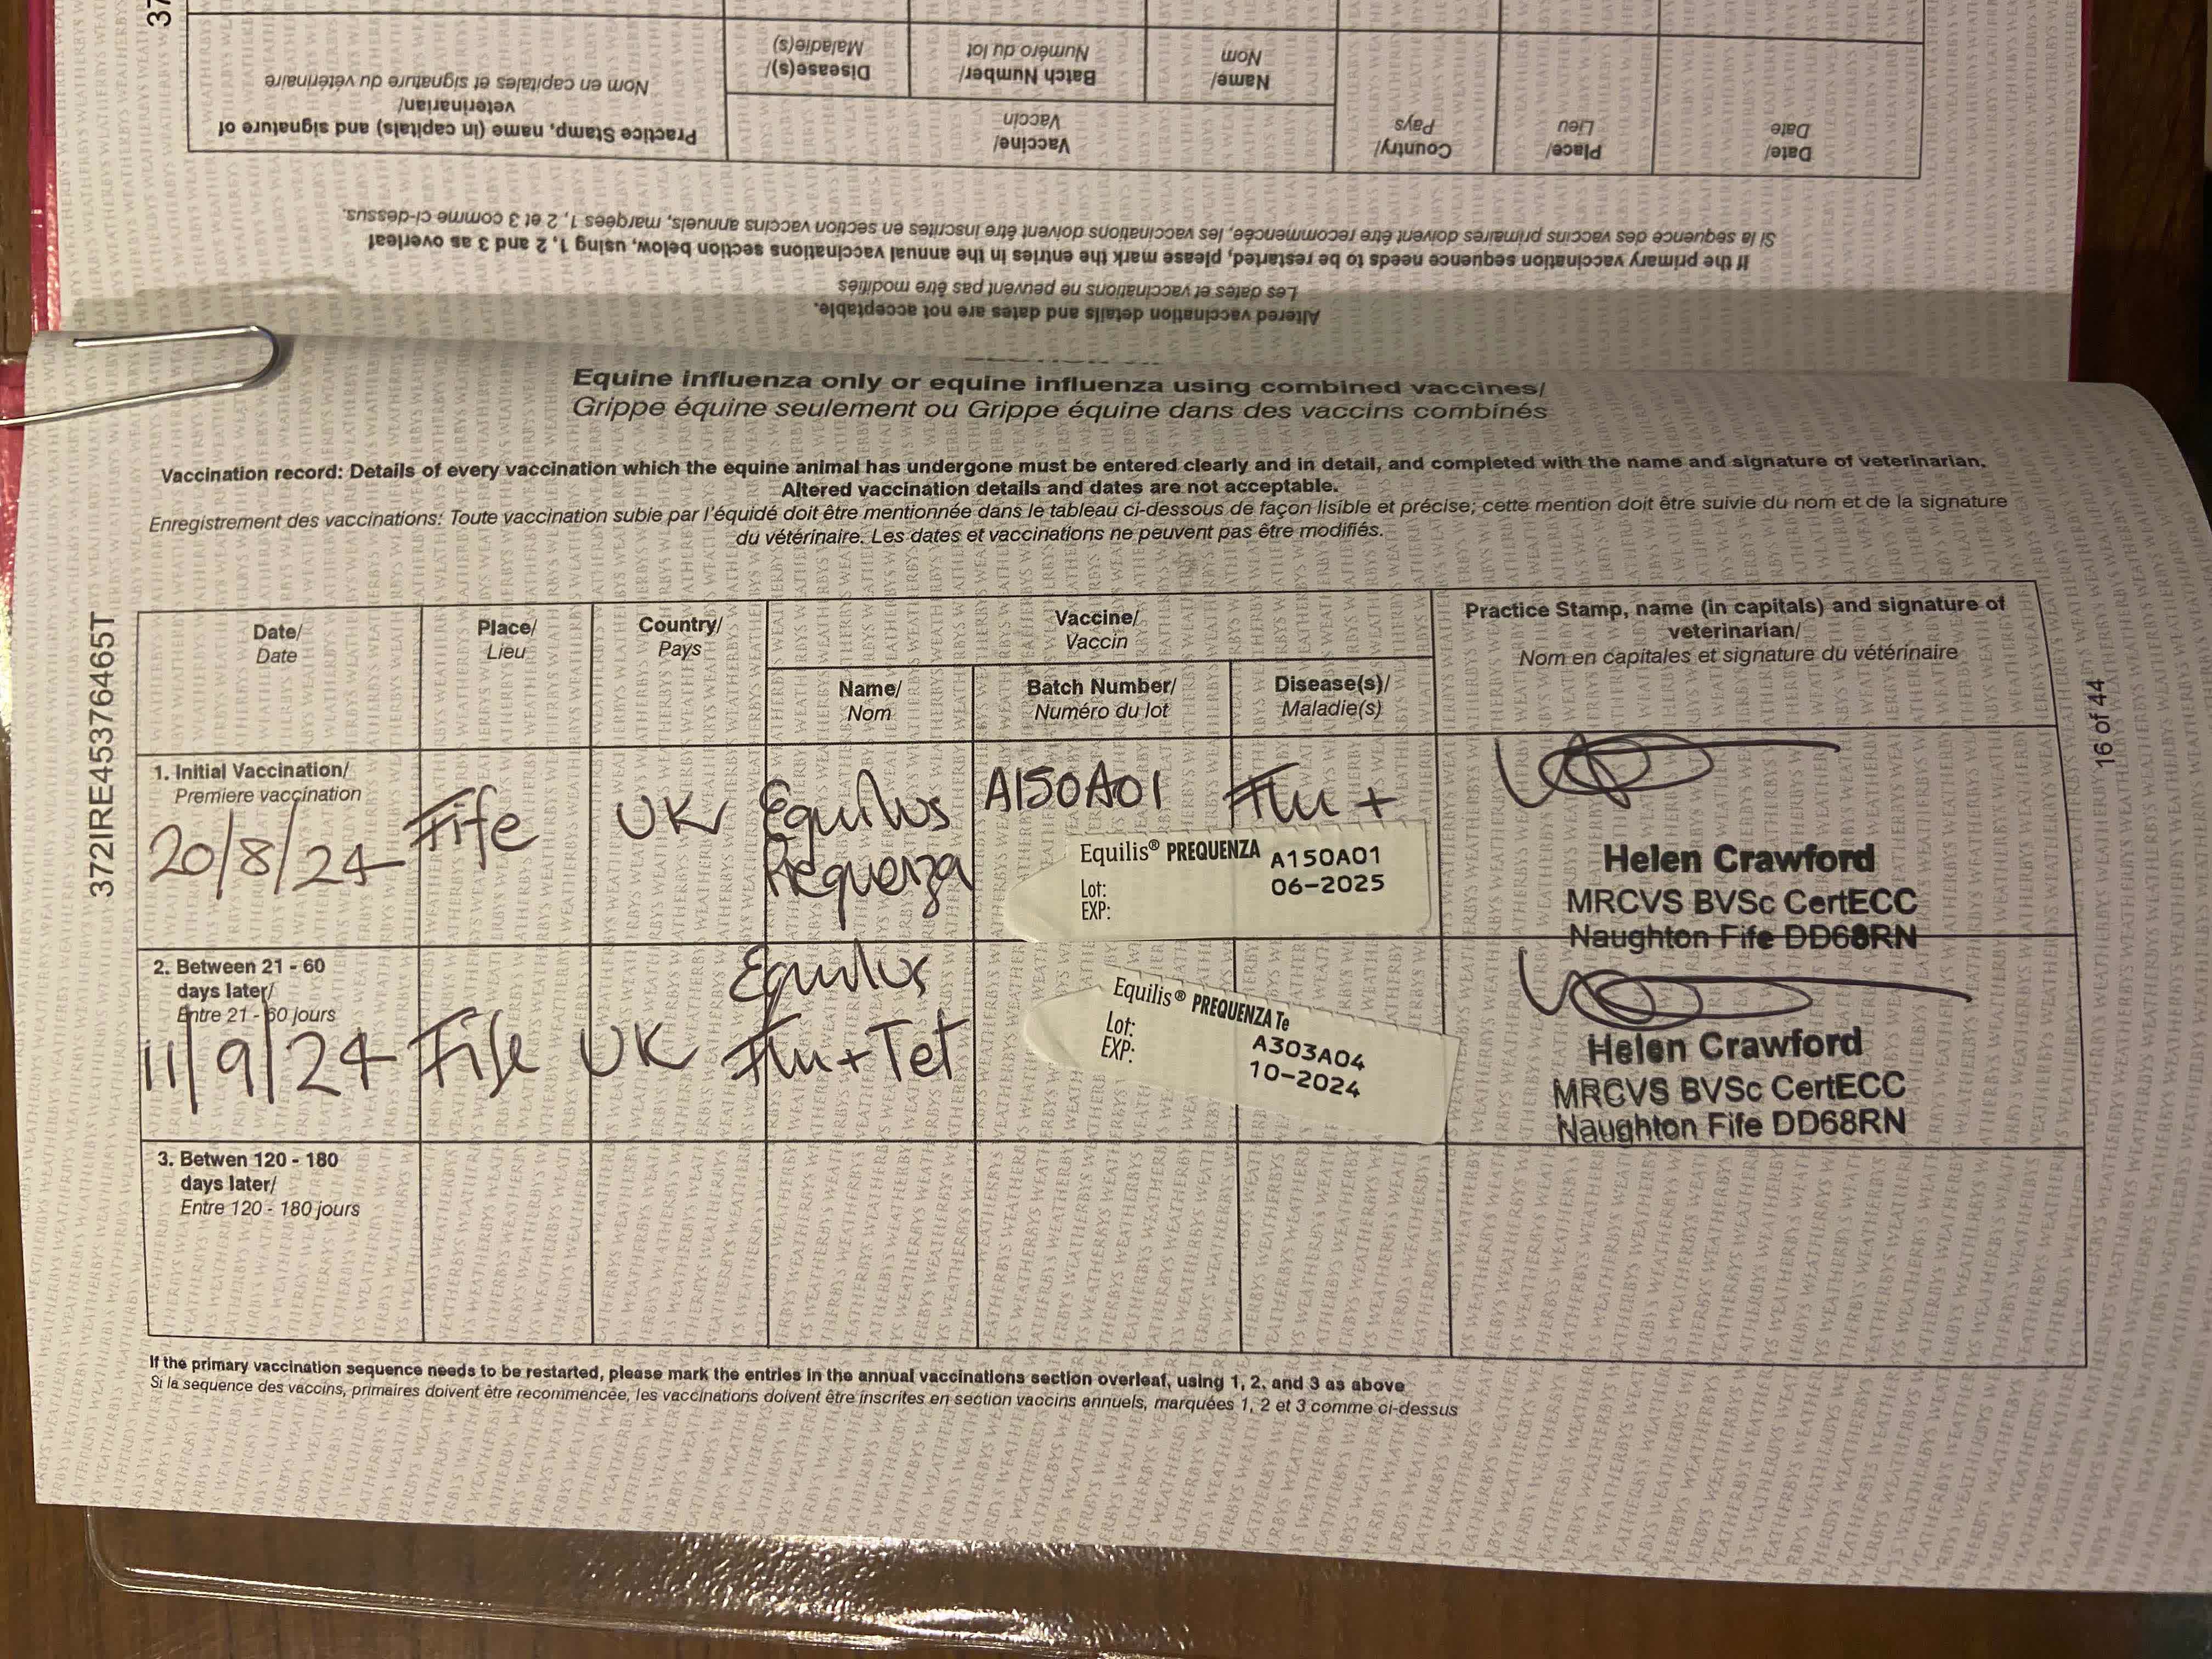 37
Practice Stamp, name (in capitals) and signature of
veterinarian/
Nom en capitales et signature du vétérinaire
Vaccine/
Vaccin
Disease(s)/
Maladie(s)
Batch Number/
Numéro du lot
Name/
Nom
Country/
Pays
Place/
Lieu
Date/
Date
If the primary vaccination sequence needs to be restarted, please mark the entries in the annual vaccinations section below, using 1, 2 and 3 as overleaf
Si la sequence des vaccins primaires doivent être recommencée, les vaccinations doivent être inscrites en section vaccins annuels, marquées 1, 2 et 3 comme ci-dessus.
Altered vaccination details and dates are not acceptable.
Les dates et vaccinations ne peuvent pas être modifiés
Equine influenza only or equine influenza using combined vaccines/
Grippe équine seulement ou Grippe équine dans des vaccins combinés
Vaccination record: Details of every vaccination which the equine animal has undergone must be entered clearly and in detail, and completed with the name and signature of veterinarian.
Altered vaccination details and dates are not acceptable.
Enregistrement des vaccinations: Toute vaccination subie par l'équidé doit être mentionnée dans le tableau ci-dessous de façon lisible et précise; cette mention doit être suivie du nom et de la signature
du vétérinaire. Les dates et vaccinations ne peuvent pas être modifiés.
372IRE45376465T
Date/
Date
Place/
Lieu
Country/
Pays
Vaccine/
Vaccin
Name/
Nom
Batch Number/
Numéro du lot
Disease(s)/
Maladie(s)
Practice Stamp, name (in capitals) and signature of
veterinarian/
Nom en capitales et signature du vétérinaire
16 of 44
1. Initial Vaccination/
Premiere vaccination
20/8/24
Fife
UK
Equilis
Prequenza
A150A01
Flu +
Equilis® PREQUENZA
Lot: A150A01
EXP: 06-2025
Helen Crawford
MRCVS BVSc CertECC
Naughton Fife DD68RN
2. Between 21 - 60
days later/
Entre 21 - 60 jours
11/9/24
Fife
UK
Equilis
Flu + Tet
Equilis® PREQUENZA Te
Lot: A303A04
EXP: 10-2024
Helen Crawford
MRCVS BVSc CertECC
Naughton Fife DD68RN
3. Betwen 120 - 180
days later/
Entre 120 - 180 jours
If the primary vaccination sequence needs to be restarted, please mark the entries in the annual vaccinations section overleaf, using 1, 2, and 3 as above
Si la sequence des vaccins, primaires doivent être recommencée, les vaccinations doivent être inscrites en section vaccins annuels, marquées 1, 2 et 3 comme ci-dessus